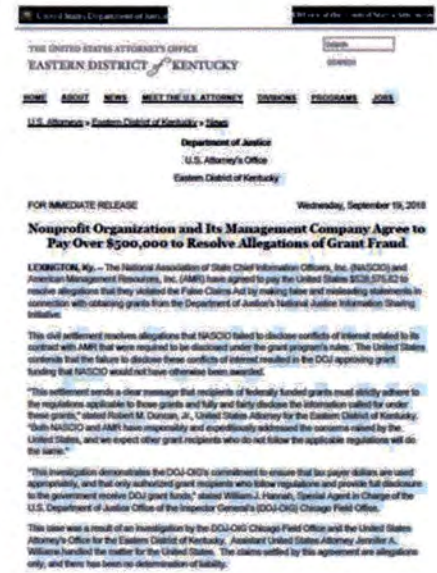 United States Department of Justice
THE UNITED STATES ATTORNEY'S OFFICE
EASTERN DISTRICT of KENTUCKY
SEARCH
HOME ABOUT NEWS MEET THE U.S. ATTORNEY DIVISIONS PROGRAMS JOBS
U.S. Attorneys » Eastern District of Kentucky » News
Department of Justice
U.S. Attorney's Office
Eastern District of Kentucky
FOR IMMEDIATE RELEASE Wednesday, September 19, 2018
Nonprofit Organization and Its Management Company Agree to
Pay Over $500,000 to Resolve Allegations of Grant Fraud
LEXINGTON, Ky. – The National Association of State Chief Information Officers, Inc. (NASCIO) and
American Management Resources, Inc. (AMR) have agreed to pay the United States to
resolve allegations that they violated the False Claims Act by making false and misleading statements in
connection with obtaining grants from the Department of Justice's National Justice Information Sharing
Initiative.
This civil settlement resolves allegations that NASCIO failed to disclose conflicts of interest related to its
contract with AMR that were required to be disclosed under the grant program's rules. The United States
contends that the failure to disclose these conflicts of interest resulted in the DOJ approving grant
funding that NASCIO would not have otherwise been awarded.
"This settlement sends a clear message that recipients of federally funded grants must strictly adhere to
the regulations applicable to those grants and fully and fairly disclose the information called for under
these grants," stated Robert M. Duncan, Jr., United States Attorney for the Eastern District of Kentucky.
"Both NASCIO and AMR have responsibly and expeditiously addressed the concerns raised by the
United States, and we expect other grant recipients who do not follow the applicable regulations will do
the same."
"This investigation demonstrates the DOJ-OIG's commitment to ensure that tax payer dollars are used
appropriately, and that only authorized grant recipients who follow regulations and provide full disclosure
to the government receive DOJ grant funds," stated William J. Hannah, Special Agent in Charge of the
U.S. Department of Justice Office of the Inspector General's (DOJ-OIG) Chicago Field Office.
This case was a result of an investigation by the DOJ-OIG Chicago Field Office and the United States
Attorney's Office for the Eastern District of Kentucky. Assistant United States Attorney Jennifer A.
Williams handled the matter for the United States. The claims settled by this agreement are allegations
only, and there has been no determination of liability.